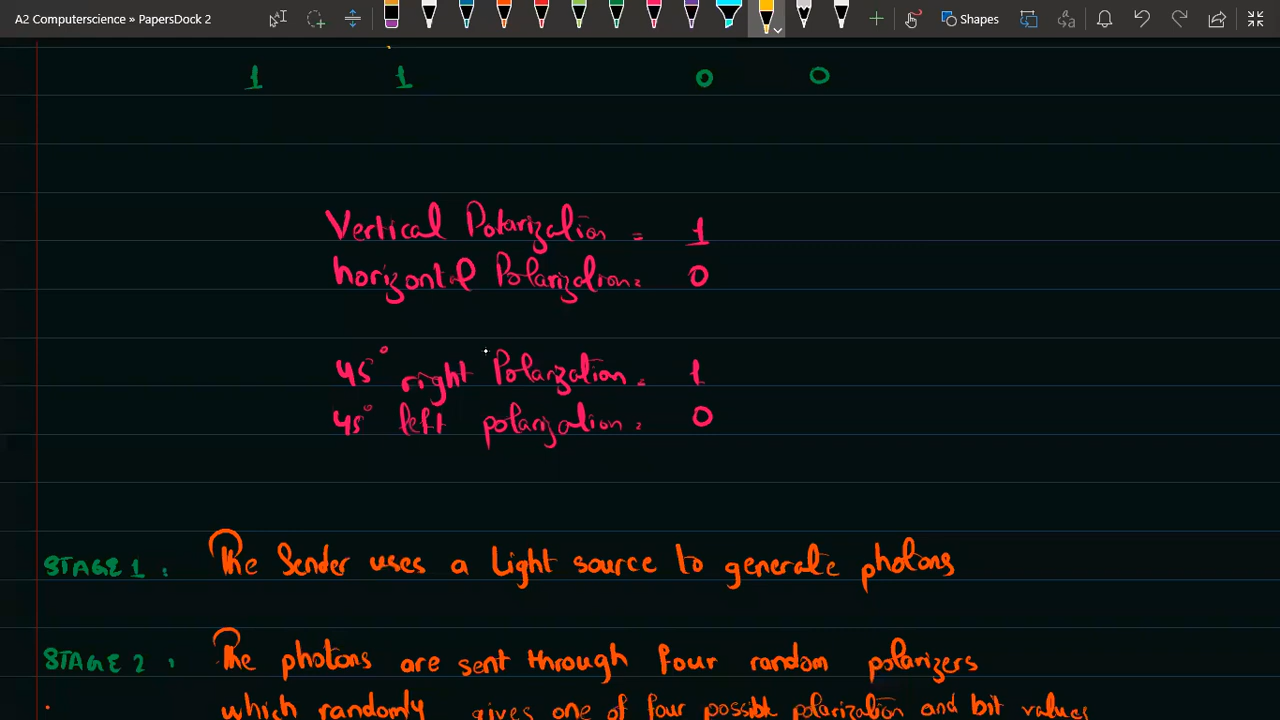 A2 Computerscience » PapersDock 2
Shapes
1 1 0 0
Vertical Polarization = 1
horizontal Polarization = 0
45° right Polarization = 1
45° left polarization = 0
STAGE 1 : The Sender uses a Light source to generate photons
STAGE 2 : The photons are sent through four random polarizers
which randomly gives one of four possible polarization and bit values